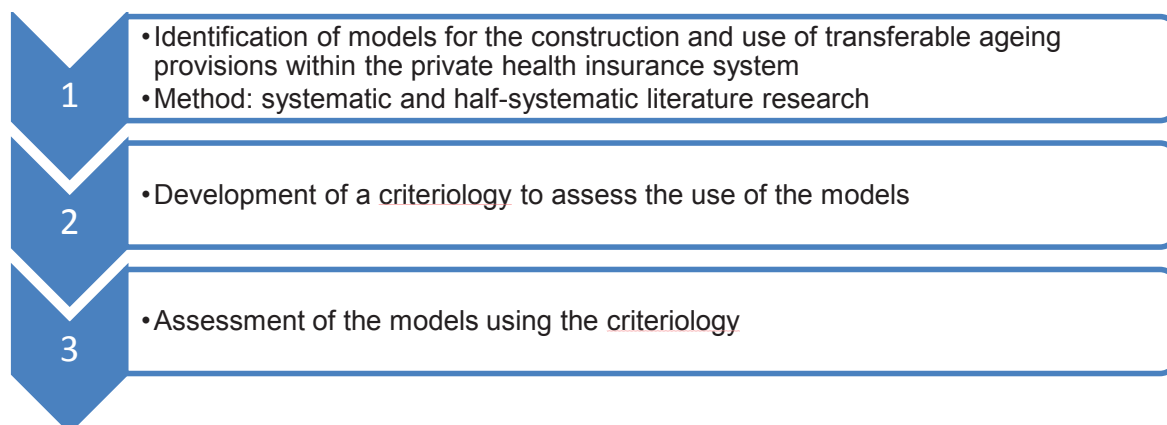 1
•Identification of models for the construction and use of transferable ageing
provisions within the private health insurance system
•Method: systematic and half-systematic literature research
2
•Development of a criteriology to assess the use of the models
3
•Assessment of the models using the criteriology